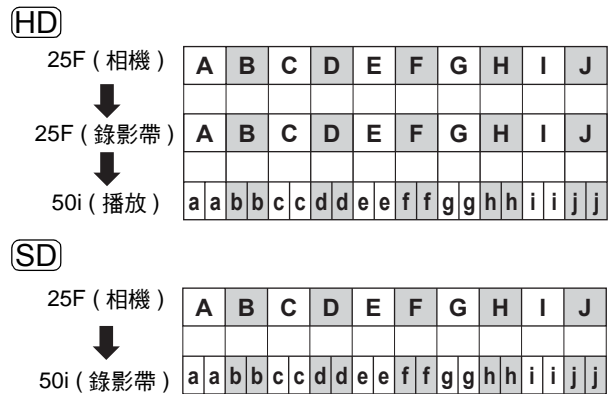 HD
25F ( 相機 ) A B C D E F G H I J
25F ( 錄影帶 ) A B C D E F G H I J
50i ( 播放 ) a a b b c c d d e e f f g g h h i i j j
SD
25F ( 相機 ) A B C D E F G H I J
50i ( 錄影帶 ) a a b b c c d d e e f f g g h h i i j j